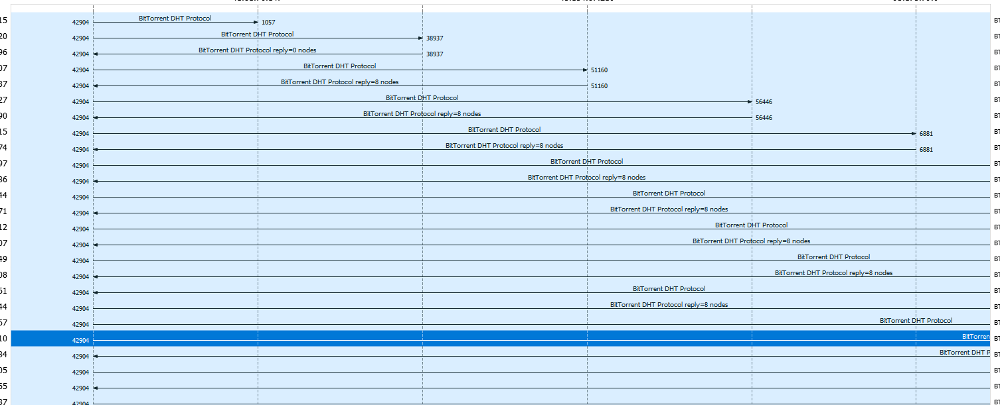 15 BitTorrent DHT Protocol 42904 1057 BT
20 BitTorrent DHT Protocol 42904 38937 BT
96 BitTorrent DHT Protocol reply=0 nodes 42904 38937 BT
07 BitTorrent DHT Protocol 42904 51160 BT
37 BitTorrent DHT Protocol reply=8 nodes 42904 51160 BT
27 BitTorrent DHT Protocol 42904 56446 BT
90 BitTorrent DHT Protocol reply=8 nodes 42904 56446 BT
15 BitTorrent DHT Protocol 42904 6881 BT
74 BitTorrent DHT Protocol reply=8 nodes 42904 6881 BT
97 BitTorrent DHT Protocol 42904 BT
36 BitTorrent DHT Protocol reply=8 nodes 42904 BT
44 BitTorrent DHT Protocol 42904 BT
71 BitTorrent DHT Protocol reply=8 nodes 42904 BT
12 BitTorrent DHT Protocol 42904 BT
07 BitTorrent DHT Protocol reply=8 nodes 42904 BT
49 BitTorrent DHT Protocol 42904 BT
08 BitTorrent DHT Protocol reply=8 nodes 42904 BT
51 BitTorrent DHT Protocol 42904 BT
44 BitTorrent DHT Protocol reply=8 nodes 42904 BT
57 BitTorrent DHT Protocol 42904 BT
10 BitTorren 42904 BT
34 BitTorrent DHT P 42904 BT
05 42904 BT
55 42904 BT
37 42904 BT